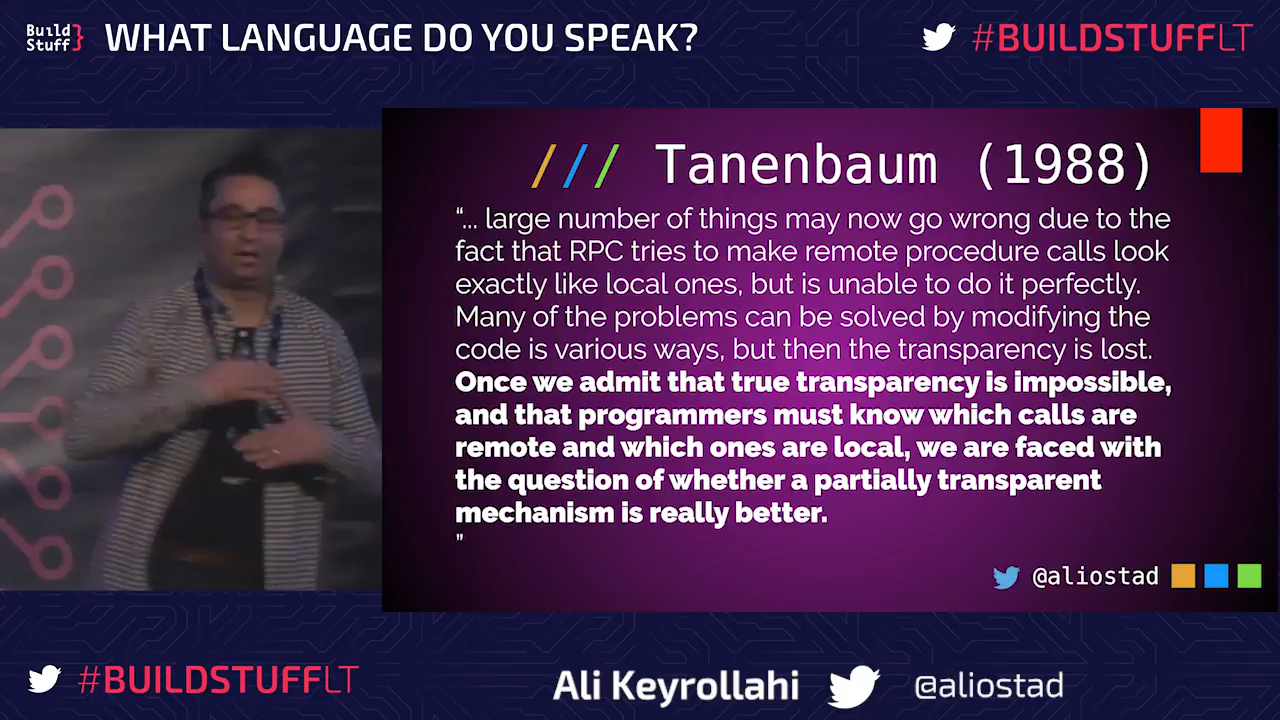 Build
Stuff}
WHAT LANGUAGE DO YOU SPEAK?
#BUILDSTUFFLT
/// Tanenbaum (1988)
“... large number of things may now go wrong due to the
fact that RPC tries to make remote procedure calls look
exactly like local ones, but is unable to do it perfectly.
Many of the problems can be solved by modifying the
code is various ways, but then the transparency is lost.
Once we admit that true transparency is impossible,
and that programmers must know which calls are
remote and which ones are local, we are faced with
the question of whether a partially transparent
mechanism is really better.
”
@aliostad
#BUILDSTUFFLT
Ali Keyrollahi
@aliostad